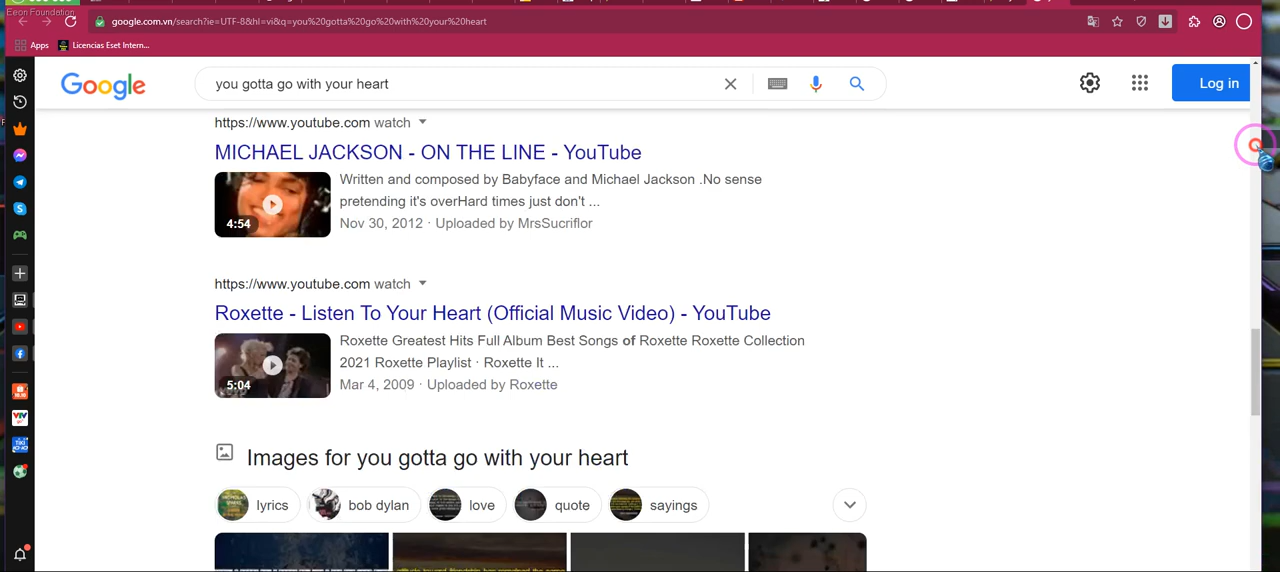 Eeon Foundation
google.com.vn/search?ie=UTF-8&hl=vi&q=you%20gotta%20go%20with%20your%20heart
Apps Licencias Eset Intern...
Google
you gotta go with your heart
Log in
https://www.youtube.com watch
MICHAEL JACKSON - ON THE LINE - YouTube
Written and composed by Babyface and Michael Jackson .No sense
pretending it's overHard times just don't ...
4:54
Nov 30, 2012 · Uploaded by MrsSucriflor
https://www.youtube.com watch
Roxette - Listen To Your Heart (Official Music Video) - YouTube
Roxette Greatest Hits Full Album Best Songs of Roxette Roxette Collection
2021 Roxette Playlist · Roxette It ...
5:04
Mar 4, 2009 · Uploaded by Roxette
Images for you gotta go with your heart
lyrics bob dylan love quote sayings